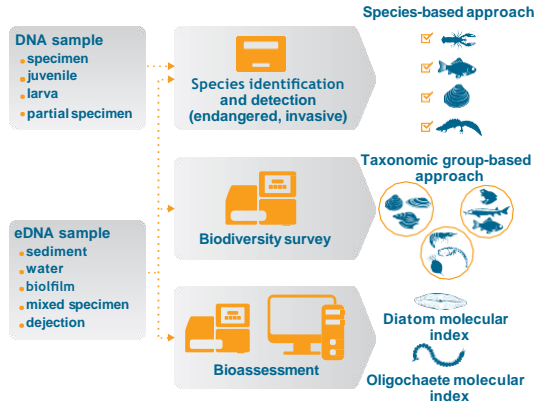 DNA sample
specimen
juvenile
larva
partial specimen
eDNA sample
sediment
water
biolfilm
mixed specimen
dejection
Species identification
and detection
(endangered, invasive)
Biodiversity survey
Bioassessment
Species-based approach
Taxonomic group-based
approach
Diatom molecular
index
Oligochaete molecular
index